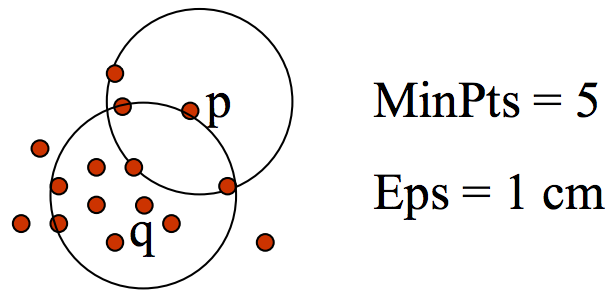 p
MinPts = 5
Eps = 1 cm
q